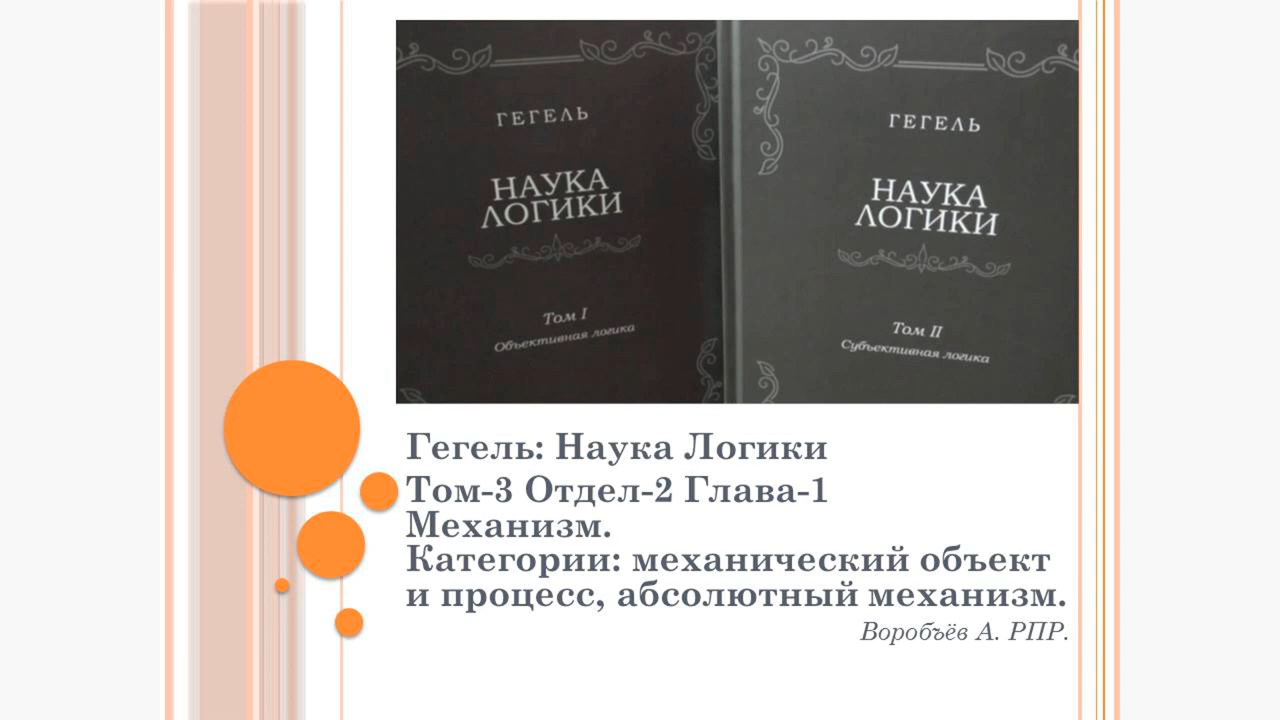 ГЕГЕЛЬ
НАУКА
ЛОГИКИ
Том I
Объективная логика
ГЕГЕЛЬ
НАУКА
ЛОГИКИ
Том II
Субъективная логика
Гегель: Наука Логики
Том-3 Отдел-2 Глава-1
Механизм.
Категории: механический объект
и процесс, абсолютный механизм.
Воробъёв А. РПР.